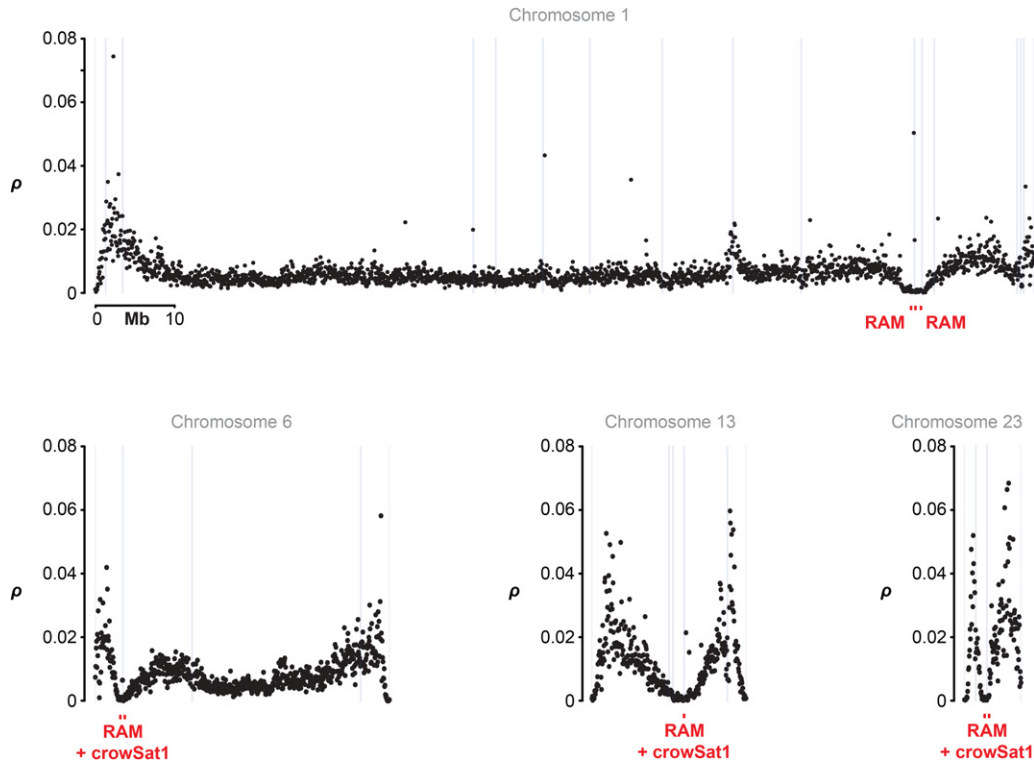 Chromosome 1
0.08
0.06
0.04
0.02
0
ρ
0 Mb 10
RAM RAM
Chromosome 6
0.08
0.06
0.04
0.02
0
ρ
RAM
+ crowSat1
Chromosome 13
0.08
0.06
0.04
0.02
0
ρ
RAM
+ crowSat1
Chromosome 23
0.08
0.06
0.04
0.02
0
ρ
RAM
+ crowSat1